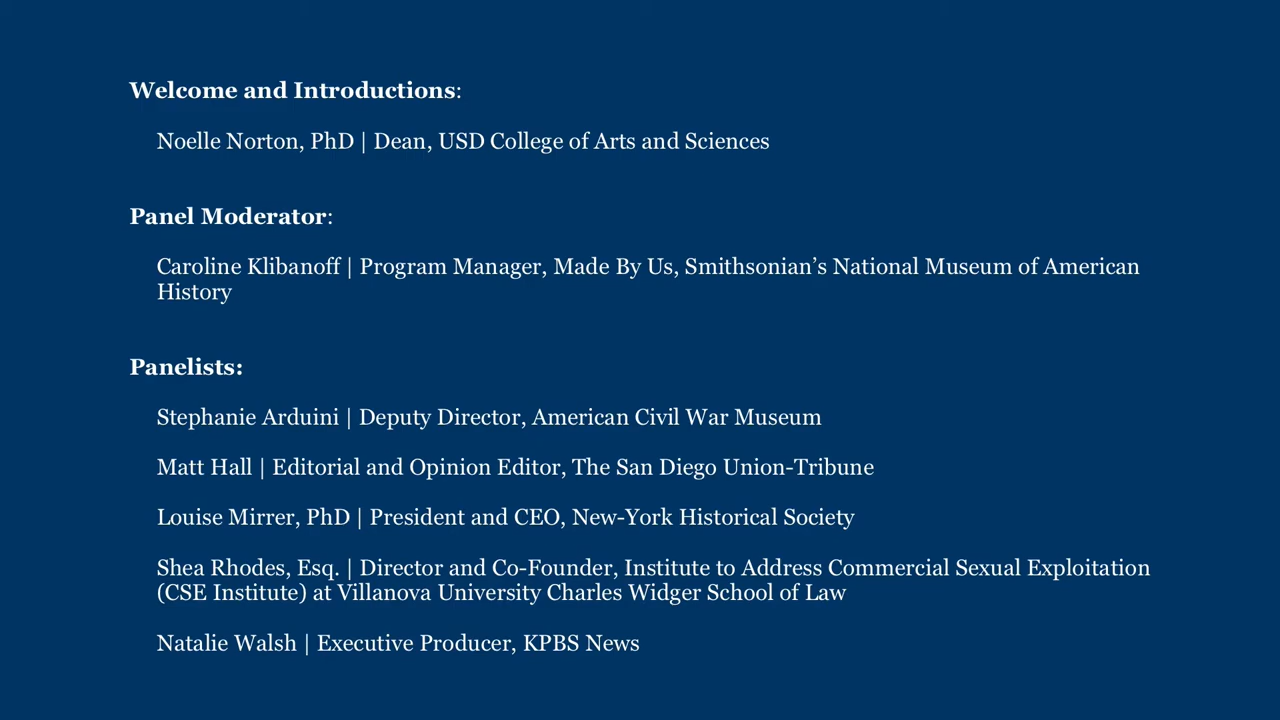 Welcome and Introductions:
Noelle Norton, PhD | Dean, USD College of Arts and Sciences
Panel Moderator:
Caroline Klibanoff | Program Manager, Made By Us, Smithsonian’s National Museum of American
History
Panelists:
Stephanie Arduini | Deputy Director, American Civil War Museum
Matt Hall | Editorial and Opinion Editor, The San Diego Union-Tribune
Louise Mirrer, PhD | President and CEO, New-York Historical Society
Shea Rhodes, Esq. | Director and Co-Founder, Institute to Address Commercial Sexual Exploitation
(CSE Institute) at Villanova University Charles Widger School of Law
Natalie Walsh | Executive Producer, KPBS News